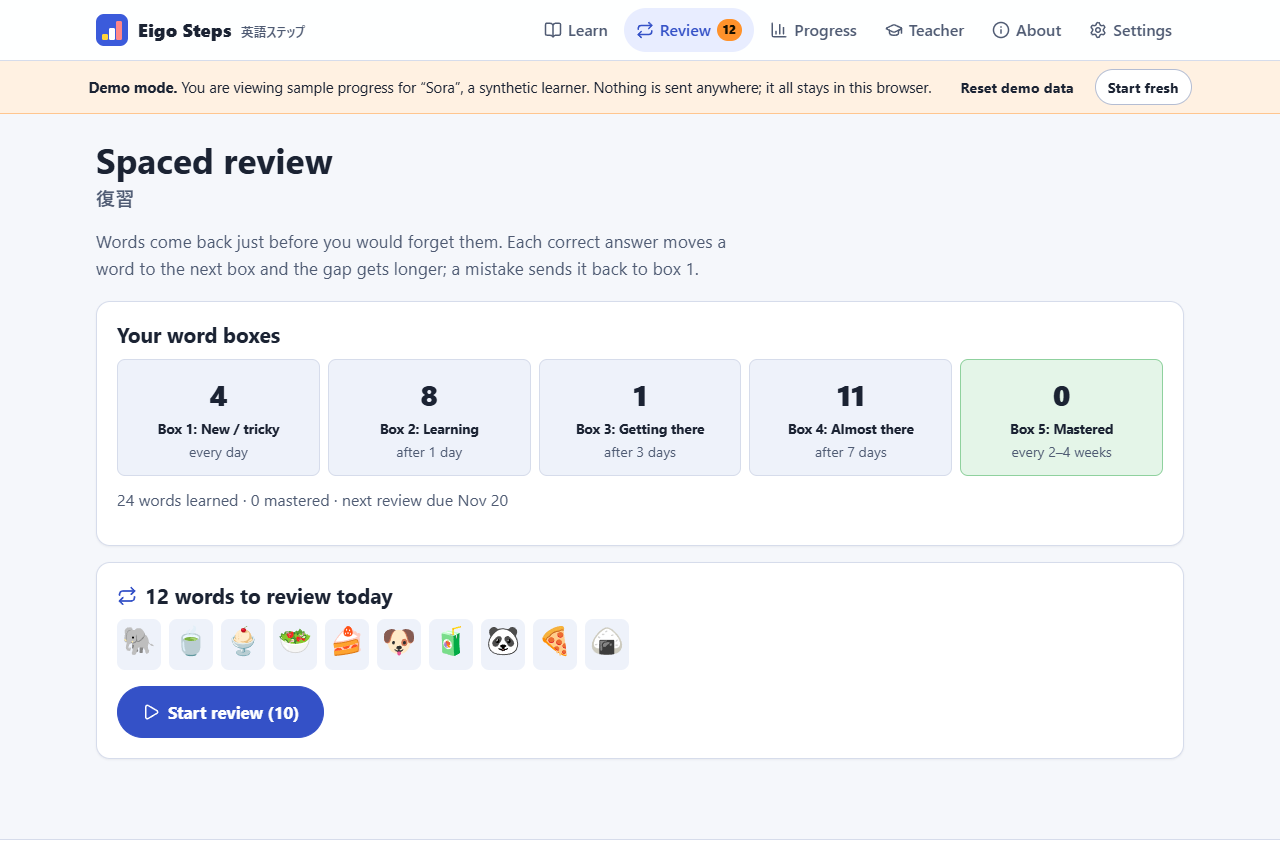 Eigo Steps 英語ステップ
Learn
Review 12
Progress
Teacher
About
Settings
Demo mode. You are viewing sample progress for “Sora”, a synthetic learner. Nothing is sent anywhere; it all stays in this browser.
Reset demo data
Start fresh
Spaced review
復習
Words come back just before you would forget them. Each correct answer moves a
word to the next box and the gap gets longer; a mistake sends it back to box 1.
Your word boxes
4
Box 1: New / tricky
every day
8
Box 2: Learning
after 1 day
1
Box 3: Getting there
after 3 days
11
Box 4: Almost there
after 7 days
0
Box 5: Mastered
every 2–4 weeks
24 words learned · 0 mastered · next review due Nov 20
12 words to review today
Start review (10)